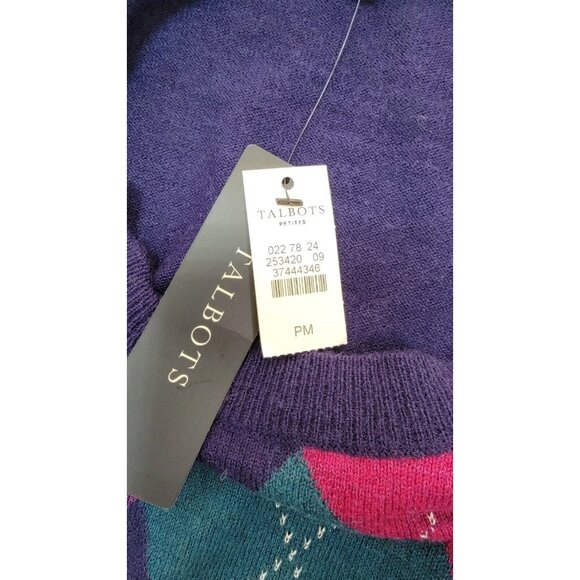 TALBOTS
PETITES
022 78 24
253420 09
37444346
PM
TALBOTS